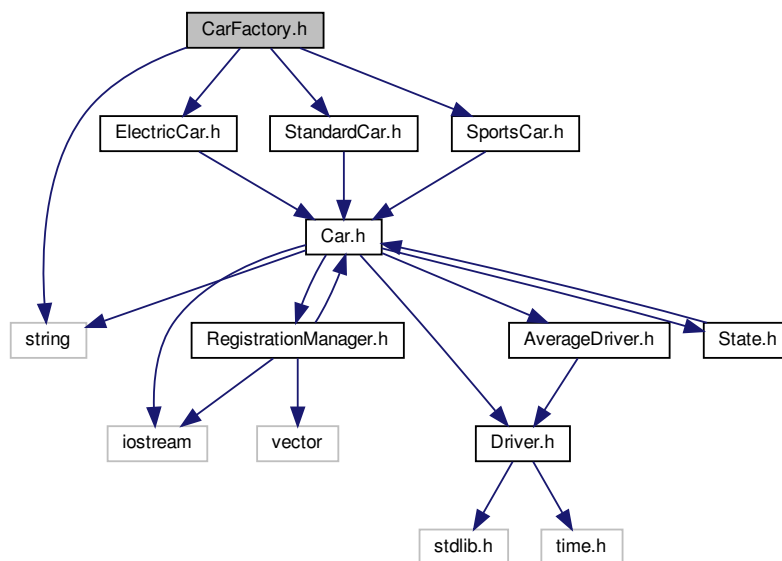 CarFactory.h
ElectricCar.h
StandardCar.h
SportsCar.h
Car.h
string
RegistrationManager.h
AverageDriver.h
State.h
iostream
vector
Driver.h
stdlib.h
time.h